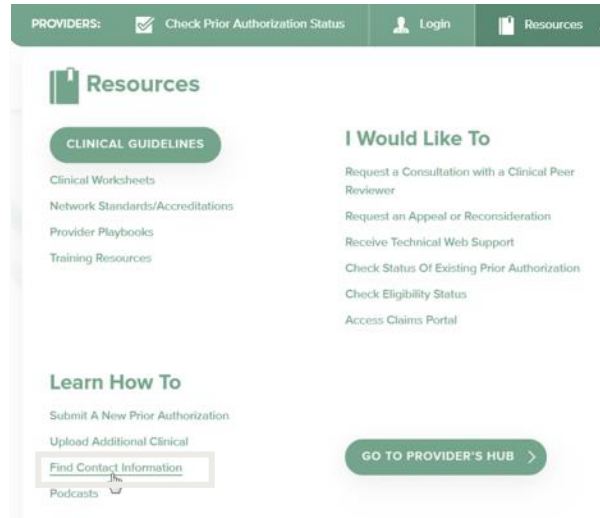 PROVIDERS:
Check Prior Authorization Status
Login
Resources
Resources
CLINICAL GUIDELINES
Clinical Worksheets
Network Standards/Accreditations
Provider Playbooks
Training Resources
I Would Like To
Request a Consultation with a Clinical Peer
Reviewer
Request an Appeal or Reconsideration
Receive Technical Web Support
Check Status Of Existing Prior Authorization
Check Eligibility Status
Access Claims Portal
Learn How To
Submit A New Prior Authorization
Upload Additional Clinical
Find Contact Information
Podcasts
GO TO PROVIDER'S HUB